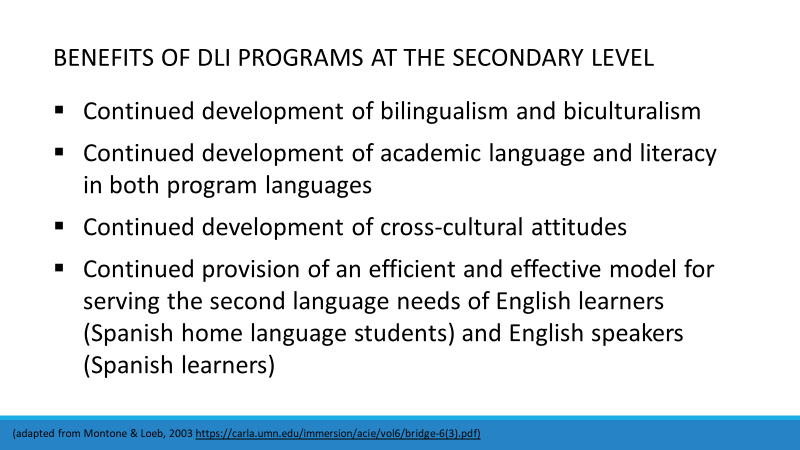 BENEFITS OF DLI PROGRAMS AT THE SECONDARY LEVEL
▪ Continued development of bilingualism and biculturalism
▪ Continued development of academic language and literacy
in both program languages
▪ Continued development of cross-cultural attitudes
▪ Continued provision of an efficient and effective model for
serving the second language needs of English learners
(Spanish home language students) and English speakers
(Spanish learners)
(adapted from Montone & Loeb, 2003 https://carla.umn.edu/immersion/acie/vol6/bridge-6(3).pdf)